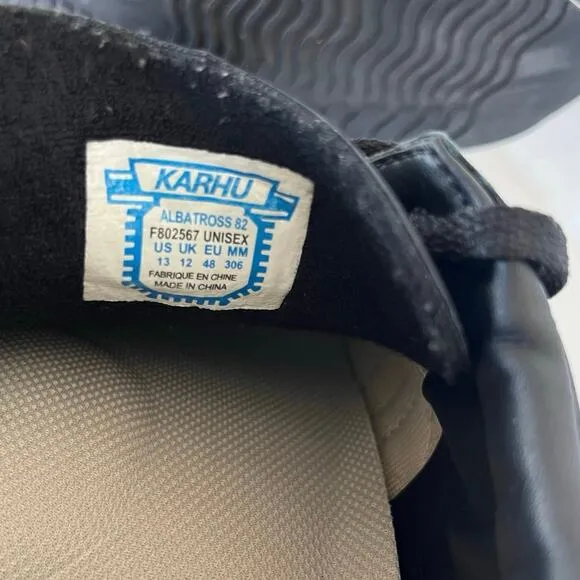 KARHU
ALBATROSS 82
F802567 UNISEX
US UK EU MM
13 12 48 306
FABRIQUE EN CHINE
MADE IN CHINA